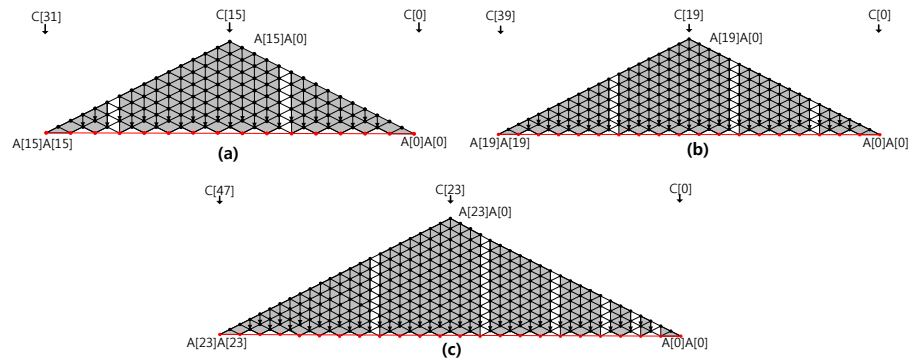 C[31] C[15] C[0]
A[15]A[0]
A[15]A[15] A[0]A[0]
(a)
C[39] C[19] C[0]
A[19]A[0]
A[19]A[19] A[0]A[0]
(b)
C[47] C[23] C[0]
A[23]A[0]
A[23]A[23] A[0]A[0]
(c)